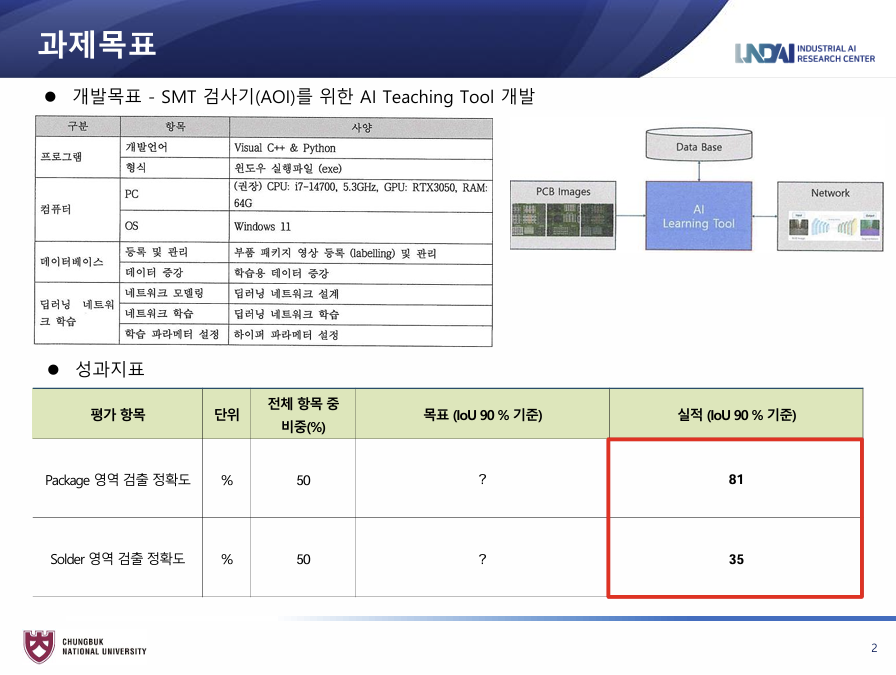 과제목표
INDUSTRIAL AI
RESEARCH CENTER
● 개발목표 - SMT 검사기(AOI)를 위한 AI Teaching Tool 개발
구분 항목 사양
프로그램 개발언어 Visual C++ & Python
형식 윈도우 실행파일 (exe)
컴퓨터 PC (권장) CPU: i7-14700, 5.3GHz, GPU: RTX3050, RAM:
64G
OS Windows 11
데이터베이스 등록 및 관리 부품 패키지 영상 등록 (labelling) 및 관리
데이터 증강 학습용 데이터 증강
딥러닝 네트워
크 학습
네트워크 모델링 딥러닝 네트워크 설계
네트워크 학습 딥러닝 네트워크 학습
학습 파라메터 설정 하이퍼 파라메터 설정
Data Base
PCB Images
AI
Learning Tool
Network
● 성과지표
평가 항목 단위 전체 항목 중
비중(%)
목표 (IoU 90 % 기준) 실적 (IoU 90 % 기준)
Package 영역 검출 정확도 % 50 ? 81
Solder 영역 검출 정확도 % 50 ? 35
CHUNGBUK
NATIONAL UNIVERSITY
2